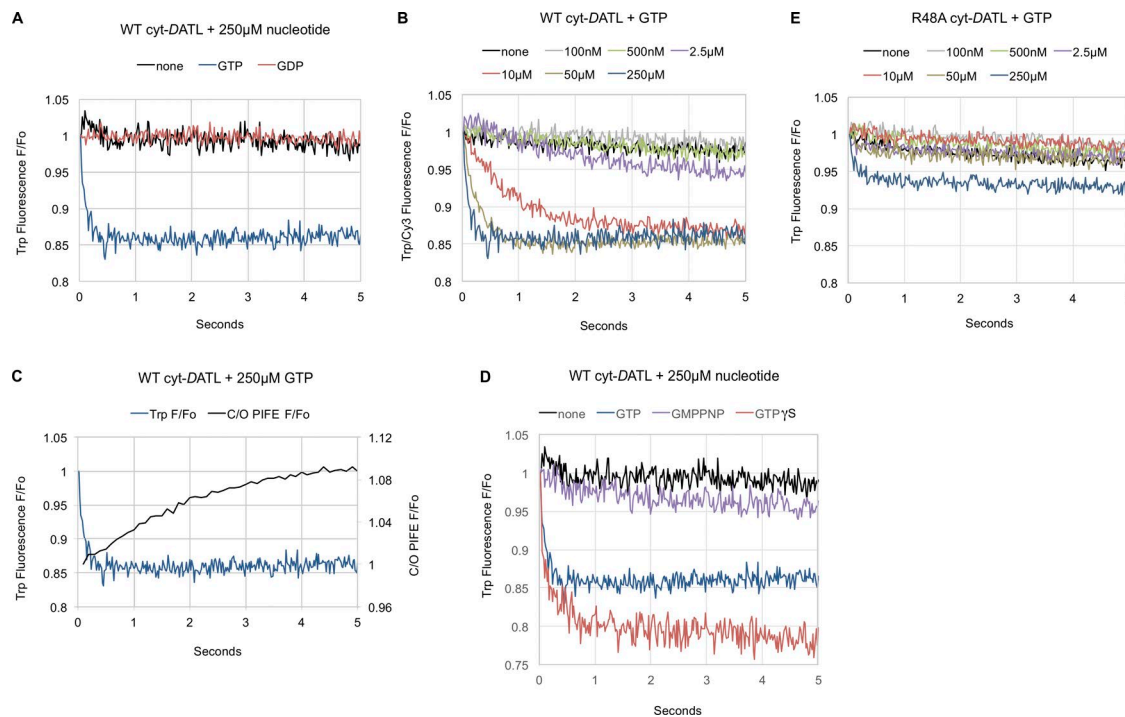 A
WT cyt-DATL + 250µM nucleotide
none GTP GDP
Trp Fluorescence F/Fo
1.05
1
0.95
0.9
0.85
0.8
0 1 2 3 4 5
Seconds
B
WT cyt-DATL + GTP
none 100nM 500nM 2.5µM
10µM 50µM 250µM
Trp/Cy3 Fluorescence F/Fo
1.05
1
0.95
0.9
0.85
0.8
0 1 2 3 4 5
Seconds
E
R48A cyt-DATL + GTP
none 100nM 500nM 2.5µM
10µM 50µM 250µM
Trp Fluorescence F/Fo
1.05
1
0.95
0.9
0.85
0.8
0 1 2 3 4
Seconds
C
WT cyt-DATL + 250µM GTP
Trp F/Fo C/O PIFE F/Fo
Trp Fluorescence F/Fo
1.05
1
0.95
0.9
0.85
0.8
1.12
1.08
1.04
1
0.96
C/O PIFE F/Fo
0 1 2 3 4 5
Seconds
D
WT cyt-DATL + 250µM nucleotide
none GTP GMPPNP GTPγS
Trp Fluorescence F/Fo
1.05
1
0.95
0.9
0.85
0.8
0.75
0 1 2 3 4 5
Seconds